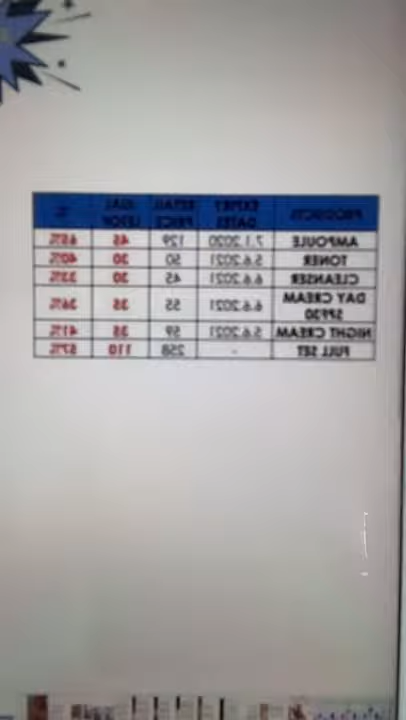 PRODUCTS EXPIRY DATES RETAIL PRICE %
AMPOULE 7.1.2020 129 45 65%
TONER 5.6.2021 50 30 40%
CLEANSER 6.6.2021 45 30 33%
DAY CREAM SPF30 6.6.2021 55 35 36%
NIGHT CREAM 5.6.2021 59 35 41%
FULL SET - 258 110 57%